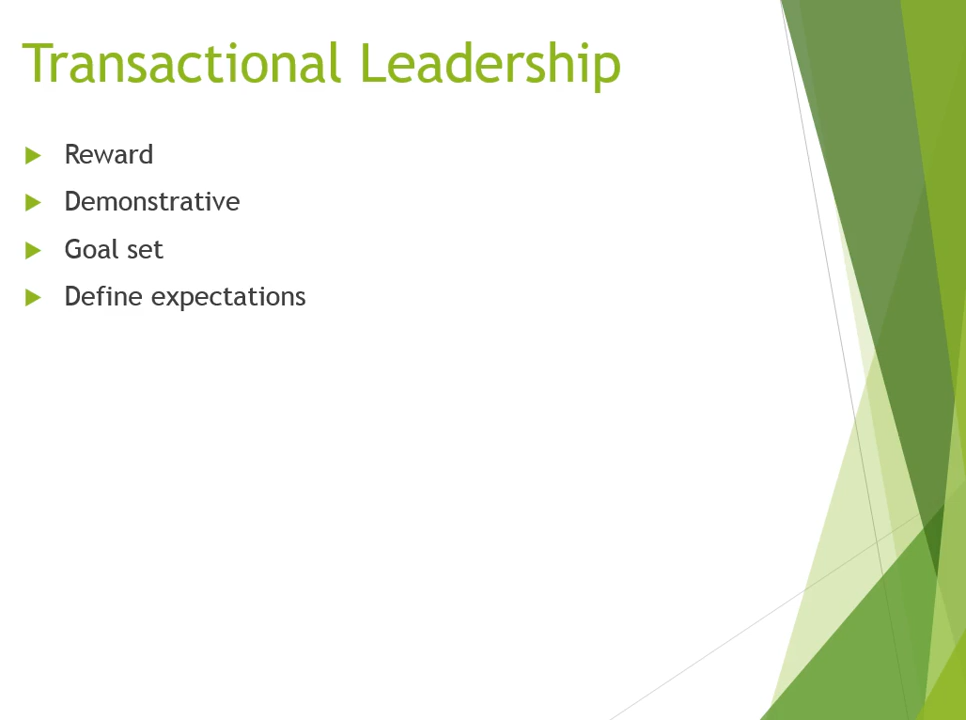 Transactional Leadership
Reward
Demonstrative
Goal set
Define expectations